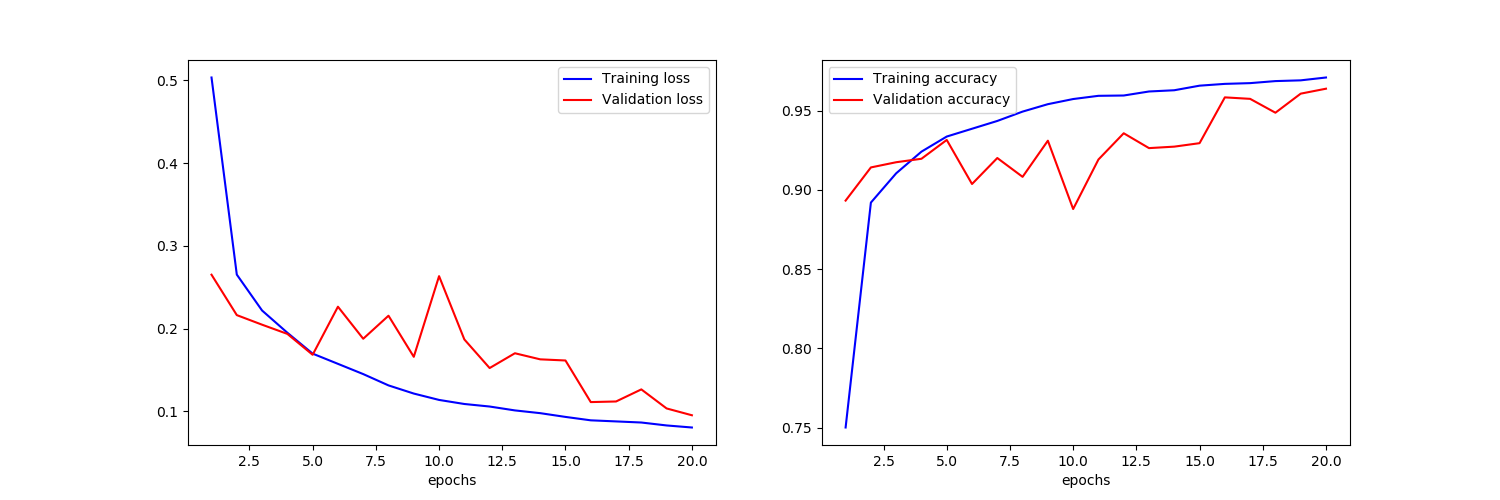 Training loss
Validation loss
0.5
0.4
0.3
0.2
0.1
2.5 5.0 7.5 10.0 12.5 15.0 17.5 20.0
epochs
Training accuracy
Validation accuracy
0.95
0.90
0.85
0.80
0.75
2.5 5.0 7.5 10.0 12.5 15.0 17.5 20.0
epochs